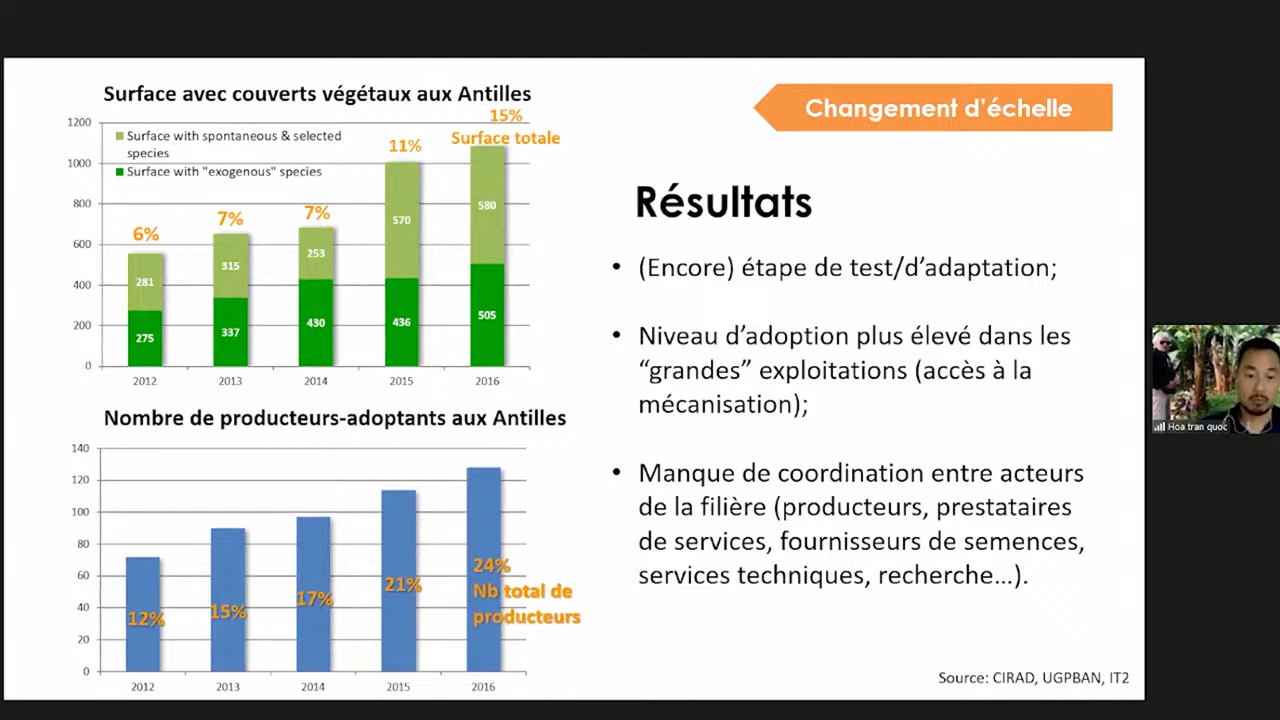 Surface avec couverts végétaux aux Antilles
15%
Surface totale
1200
Surface with spontaneous & selected
species
Surface with "exogenous" species
11%
1000
800
7%
7%
6%
600
400
200
0
281
275
315
337
253
430
570
436
580
505
2012
2013
2014
2015
2016
Nombre de producteurs-adoptants aux Antilles
140
120
100
80
60
40
20
0
12%
15%
17%
21%
24%
Nb total de
producteurs
2012
2013
2014
2015
2016
Changement d'échelle
Résultats
• (Encore) étape de test/d’adaptation;
• Niveau d’adoption plus élevé dans les
“grandes” exploitations (accès à la
mécanisation);
• Manque de coordination entre acteurs
de la filière (producteurs, prestataires
de services, fournisseurs de semences,
services techniques, recherche…).
Source: CIRAD, UGPBAN, IT2
Hoa tran quoc